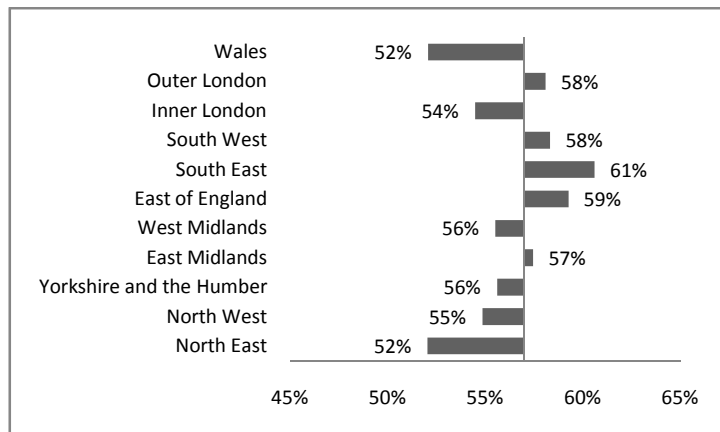 Wales 52%
Outer London 58%
Inner London 54%
South West 58%
South East 61%
East of England 59%
West Midlands 56%
East Midlands 57%
Yorkshire and the Humber 56%
North West 55%
North East 52%
45% 50% 55% 60% 65%